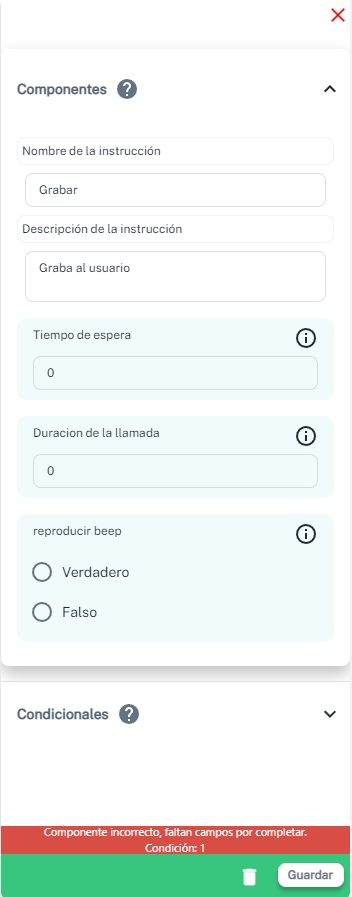 Componentes ?
Nombre de la instrucción
Grabar
Descripción de la instrucción
Graba al usuario
Tiempo de espera
0
Duracion de la llamada
0
reproducir beep
Verdadero
Falso
Condicionales ?
Componente incorrecto, faltan campos por completar.
Condición: 1
Guardar